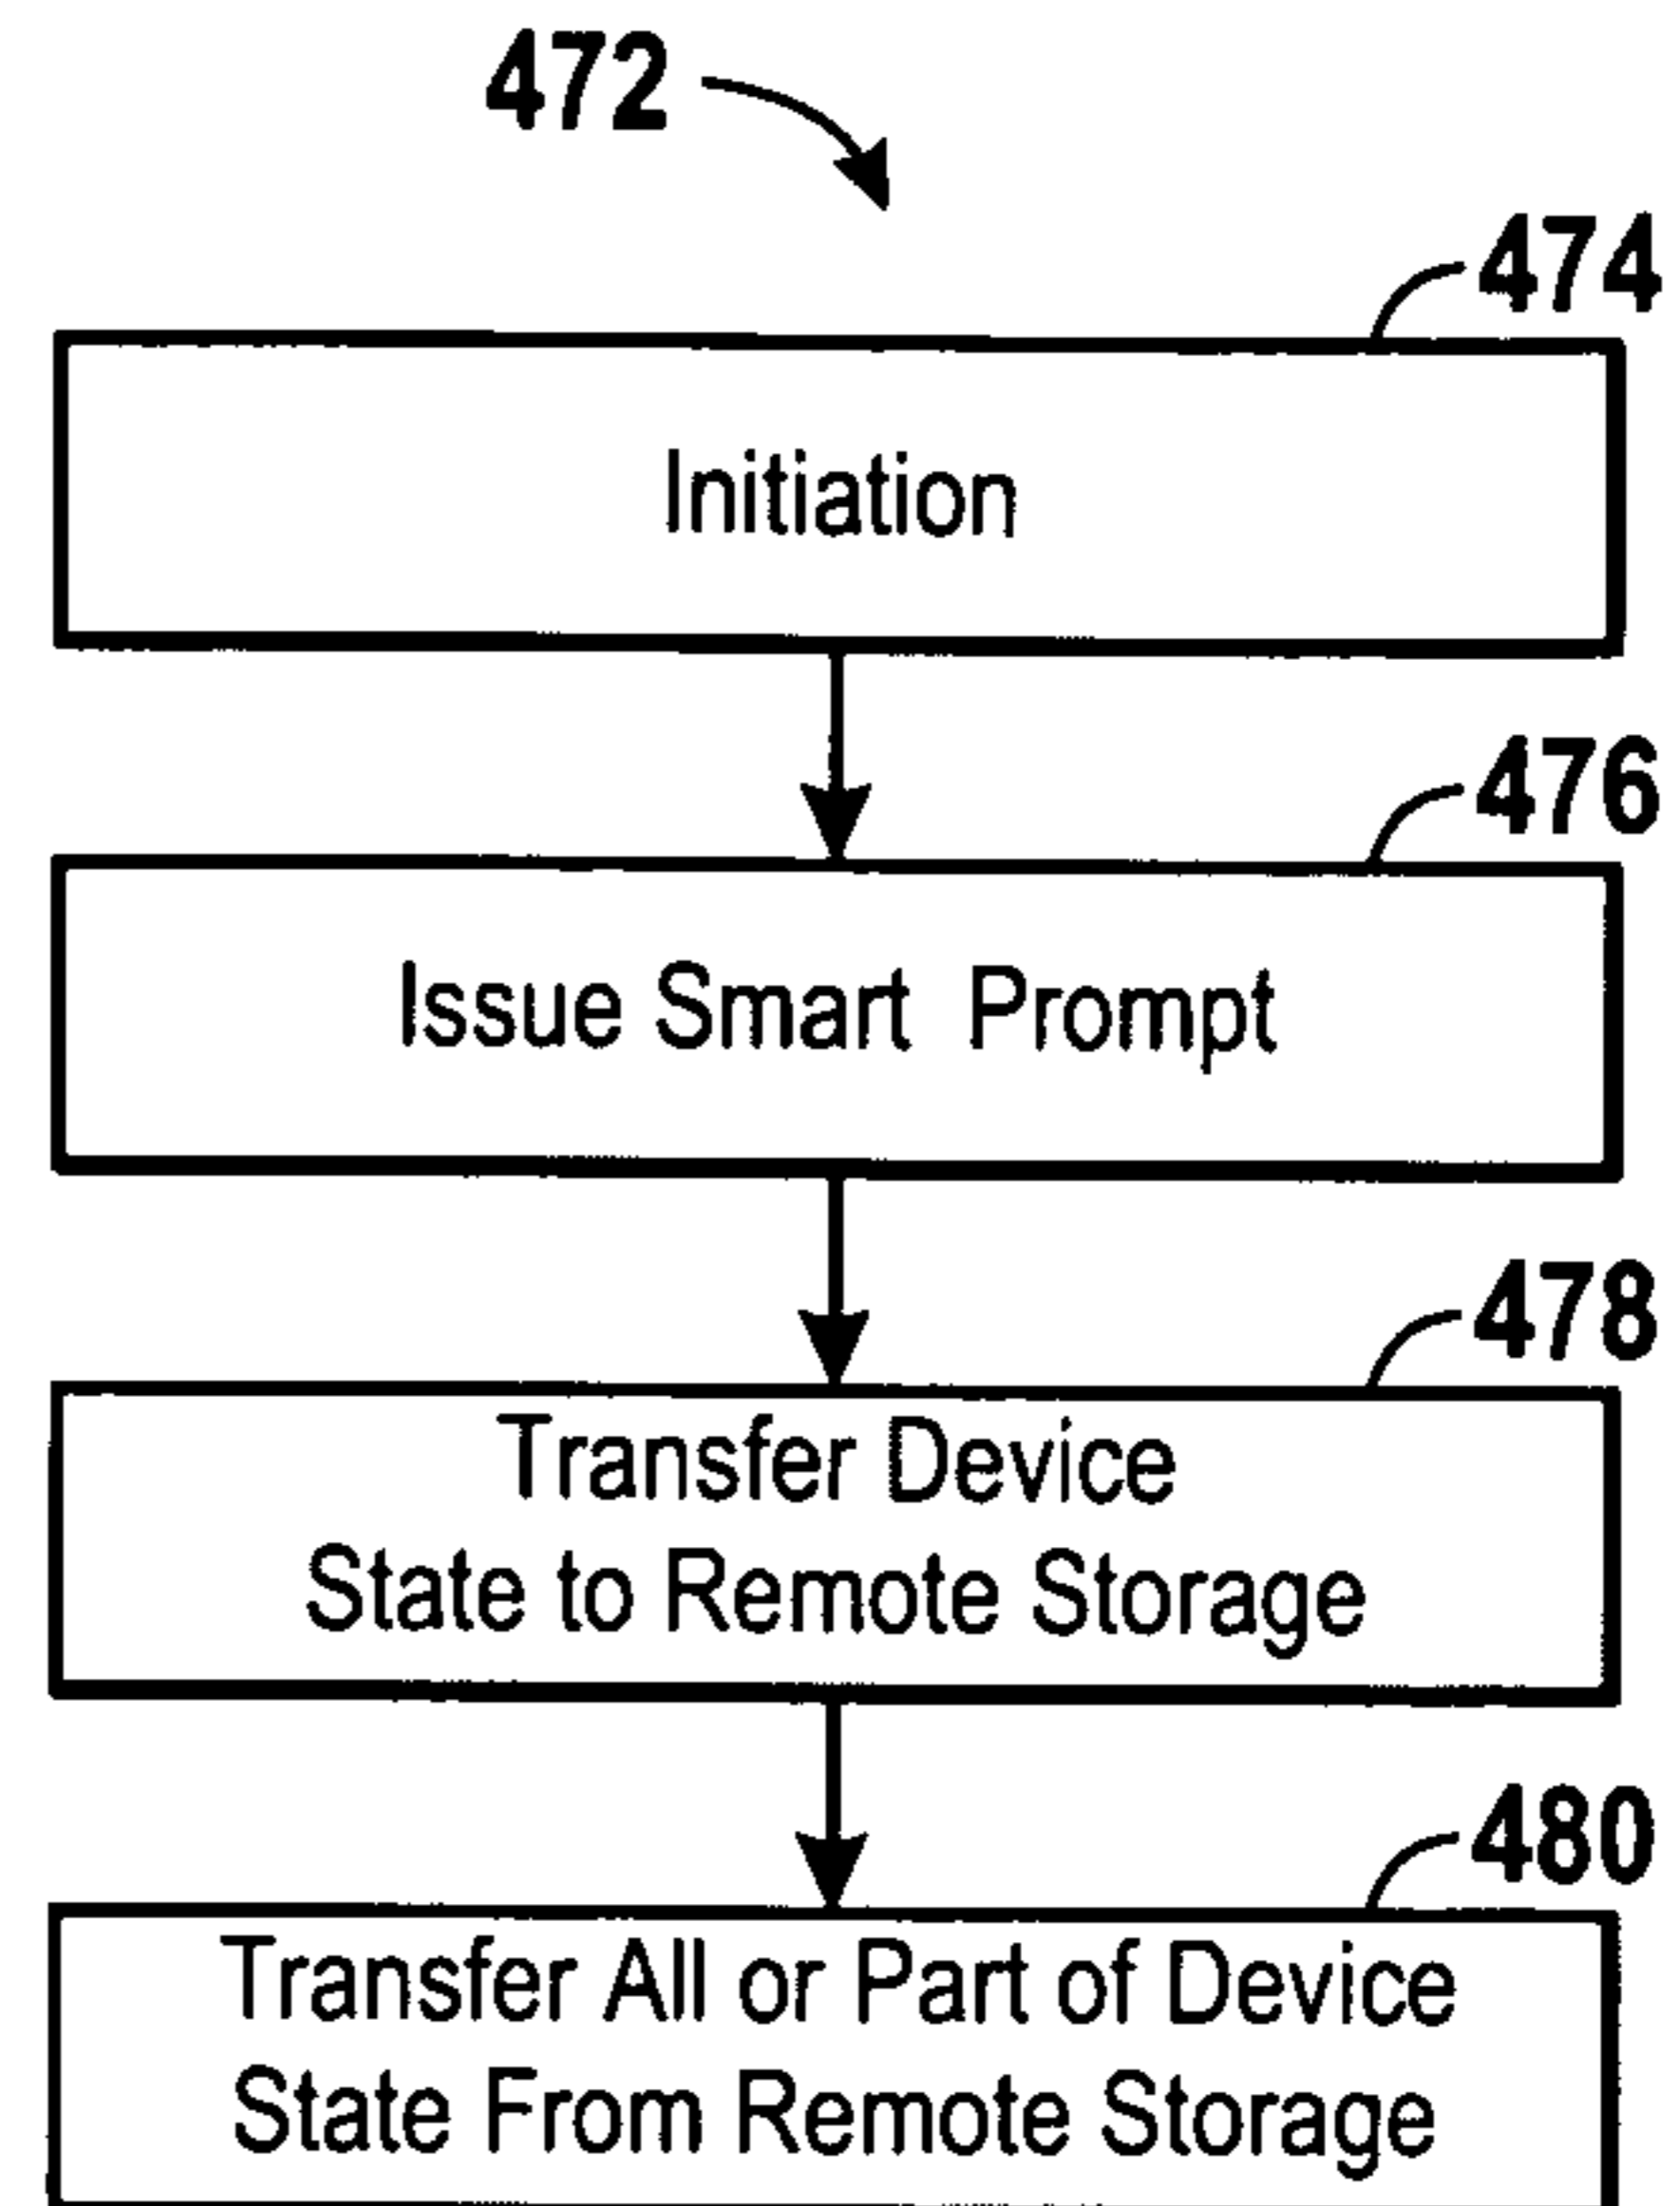 472
474
Initiation
476
Issue Smart Prompt
478
Transfer Device
State to Remote Storage
480
Transfer All or Part of Device
State From Remote Storage